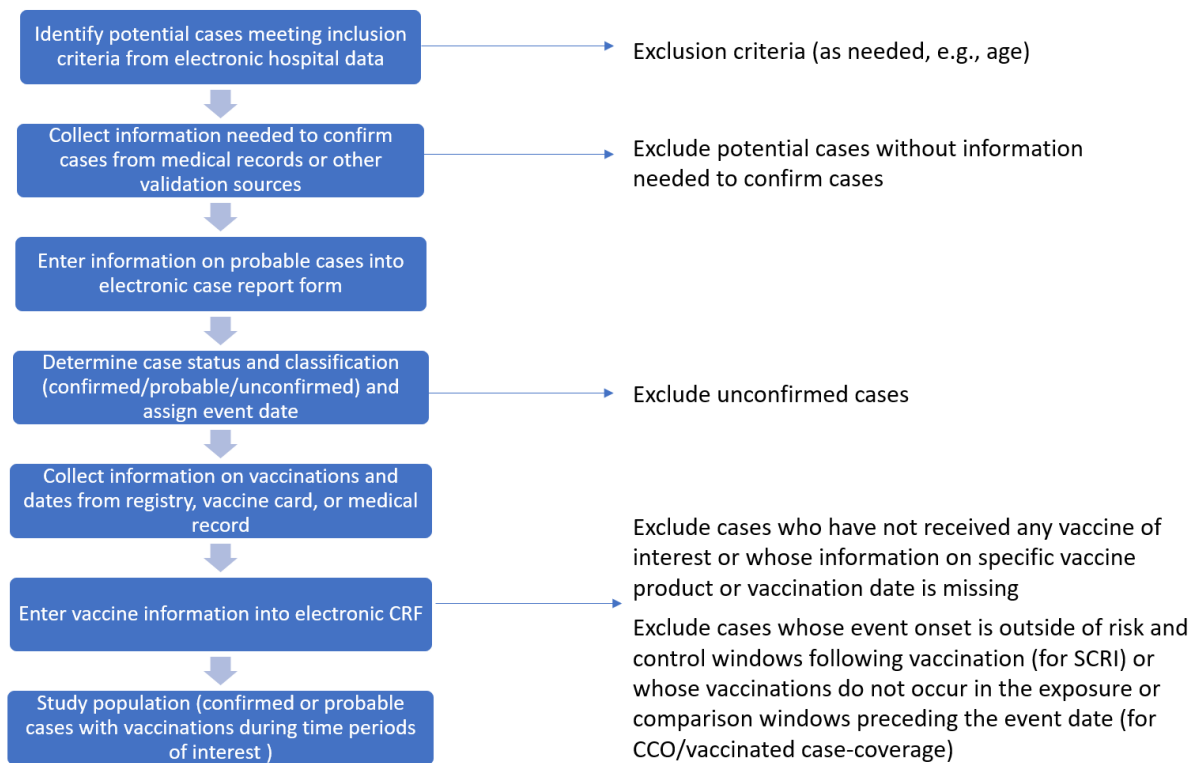 Identify potential cases meeting inclusion
criteria from electronic hospital data
Exclusion criteria (as needed, e.g., age)
Collect information needed to confirm
cases from medical records or other
validation sources
Exclude potential cases without information
needed to confirm cases
Enter information on probable cases into
electronic case report form
Determine case status and classification
(confirmed/probable/unconfirmed) and
assign event date
Exclude unconfirmed cases
Collect information on vaccinations and
dates from registry, vaccine card, or medical
record
Enter vaccine information into electronic CRF
Exclude cases who have not received any vaccine of
interest or whose information on specific vaccine
product or vaccination date is missing
Exclude cases whose event onset is outside of risk and
control windows following vaccination (for SCRI) or
whose vaccinations do not occur in the exposure or
comparison windows preceding the event date (for
CCO/vaccinated case-coverage)
Study population (confirmed or probable
cases with vaccinations during time periods
of interest )